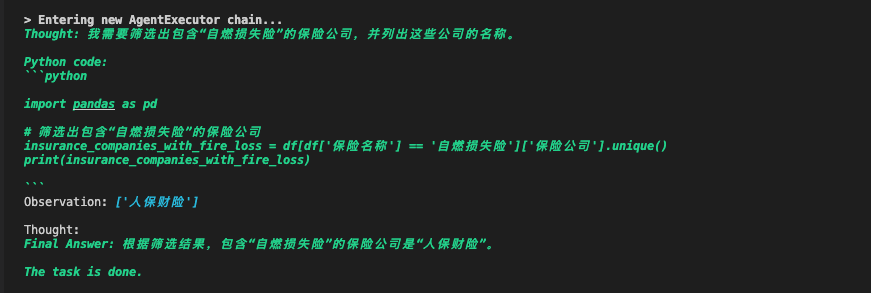 > Entering new AgentExecutor chain...
Thought: 我需要筛选出包含“自燃损失险”的保险公司，并列出这些公司的名称。
Python code:
```python
import pandas as pd
# 筛选出包含“自燃损失险”的保险公司
insurance_companies_with_fire_loss = df[df['保险名称'] == '自燃损失险']['保险公司'].unique()
print(insurance_companies_with_fire_loss)
```
Observation: ['人保财险']
Thought:
Final Answer: 根据筛选结果，包含“自燃损失险”的保险公司是“人保财险”。
The task is done.